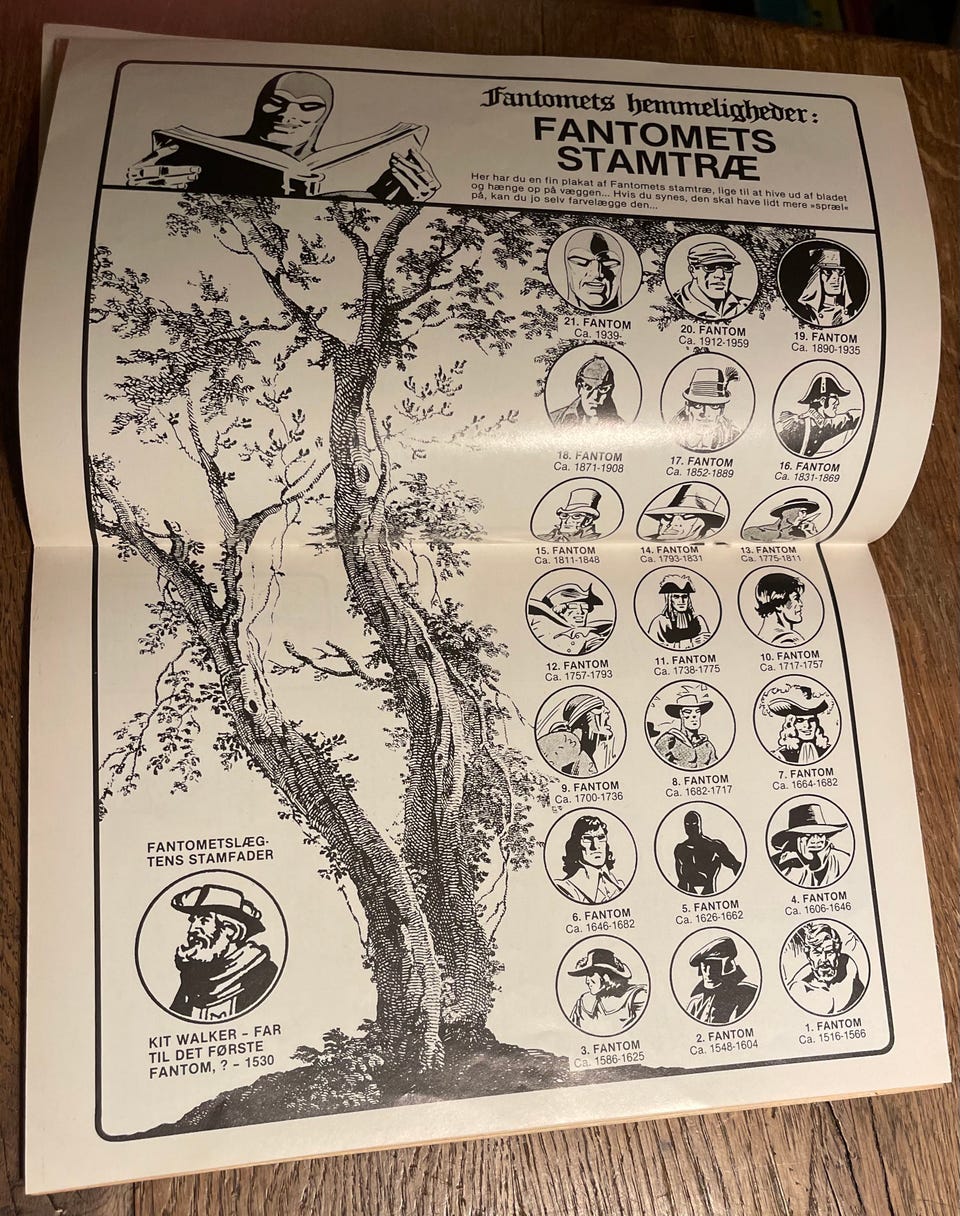 Fantomets hemmeligheder:
FANTOMETS
STAMTRÆ
Her har du en fin plakat af Fantomets stamtræ, lige til at hive ud af bladet
og hænge op på væggen... Hvis du synes, den skal have lidt mere »spræl«
på, kan du jo selv farvelægge den...
21. FANTOM
Ca. 1939-
20. FANTOM
Ca. 1912-1959
19. FANTOM
Ca. 1890-1935
18. FANTOM
Ca. 1871-1908
17. FANTOM
Ca. 1852-1889
16. FANTOM
Ca. 1831-1869
15. FANTOM
Ca. 1811-1848
14. FANTOM
Ca. 1793-1831
13. FANTOM
Ca. 1775-1811
12. FANTOM
Ca. 1757-1793
11. FANTOM
Ca. 1738-1775
10. FANTOM
Ca. 1717-1757
9. FANTOM
Ca. 1700-1736
8. FANTOM
Ca. 1682-1717
7. FANTOM
Ca. 1664-1682
6. FANTOM
Ca. 1646-1682
5. FANTOM
Ca. 1626-1662
4. FANTOM
Ca. 1606-1646
3. FANTOM
Ca. 1586-1625
2. FANTOM
Ca. 1548-1604
1. FANTOM
Ca. 1516-1566
FANTOMETSLÆG-
TENS STAMFADER
KIT WALKER – FAR
TIL DET FØRSTE
FANTOM, ? – 1530